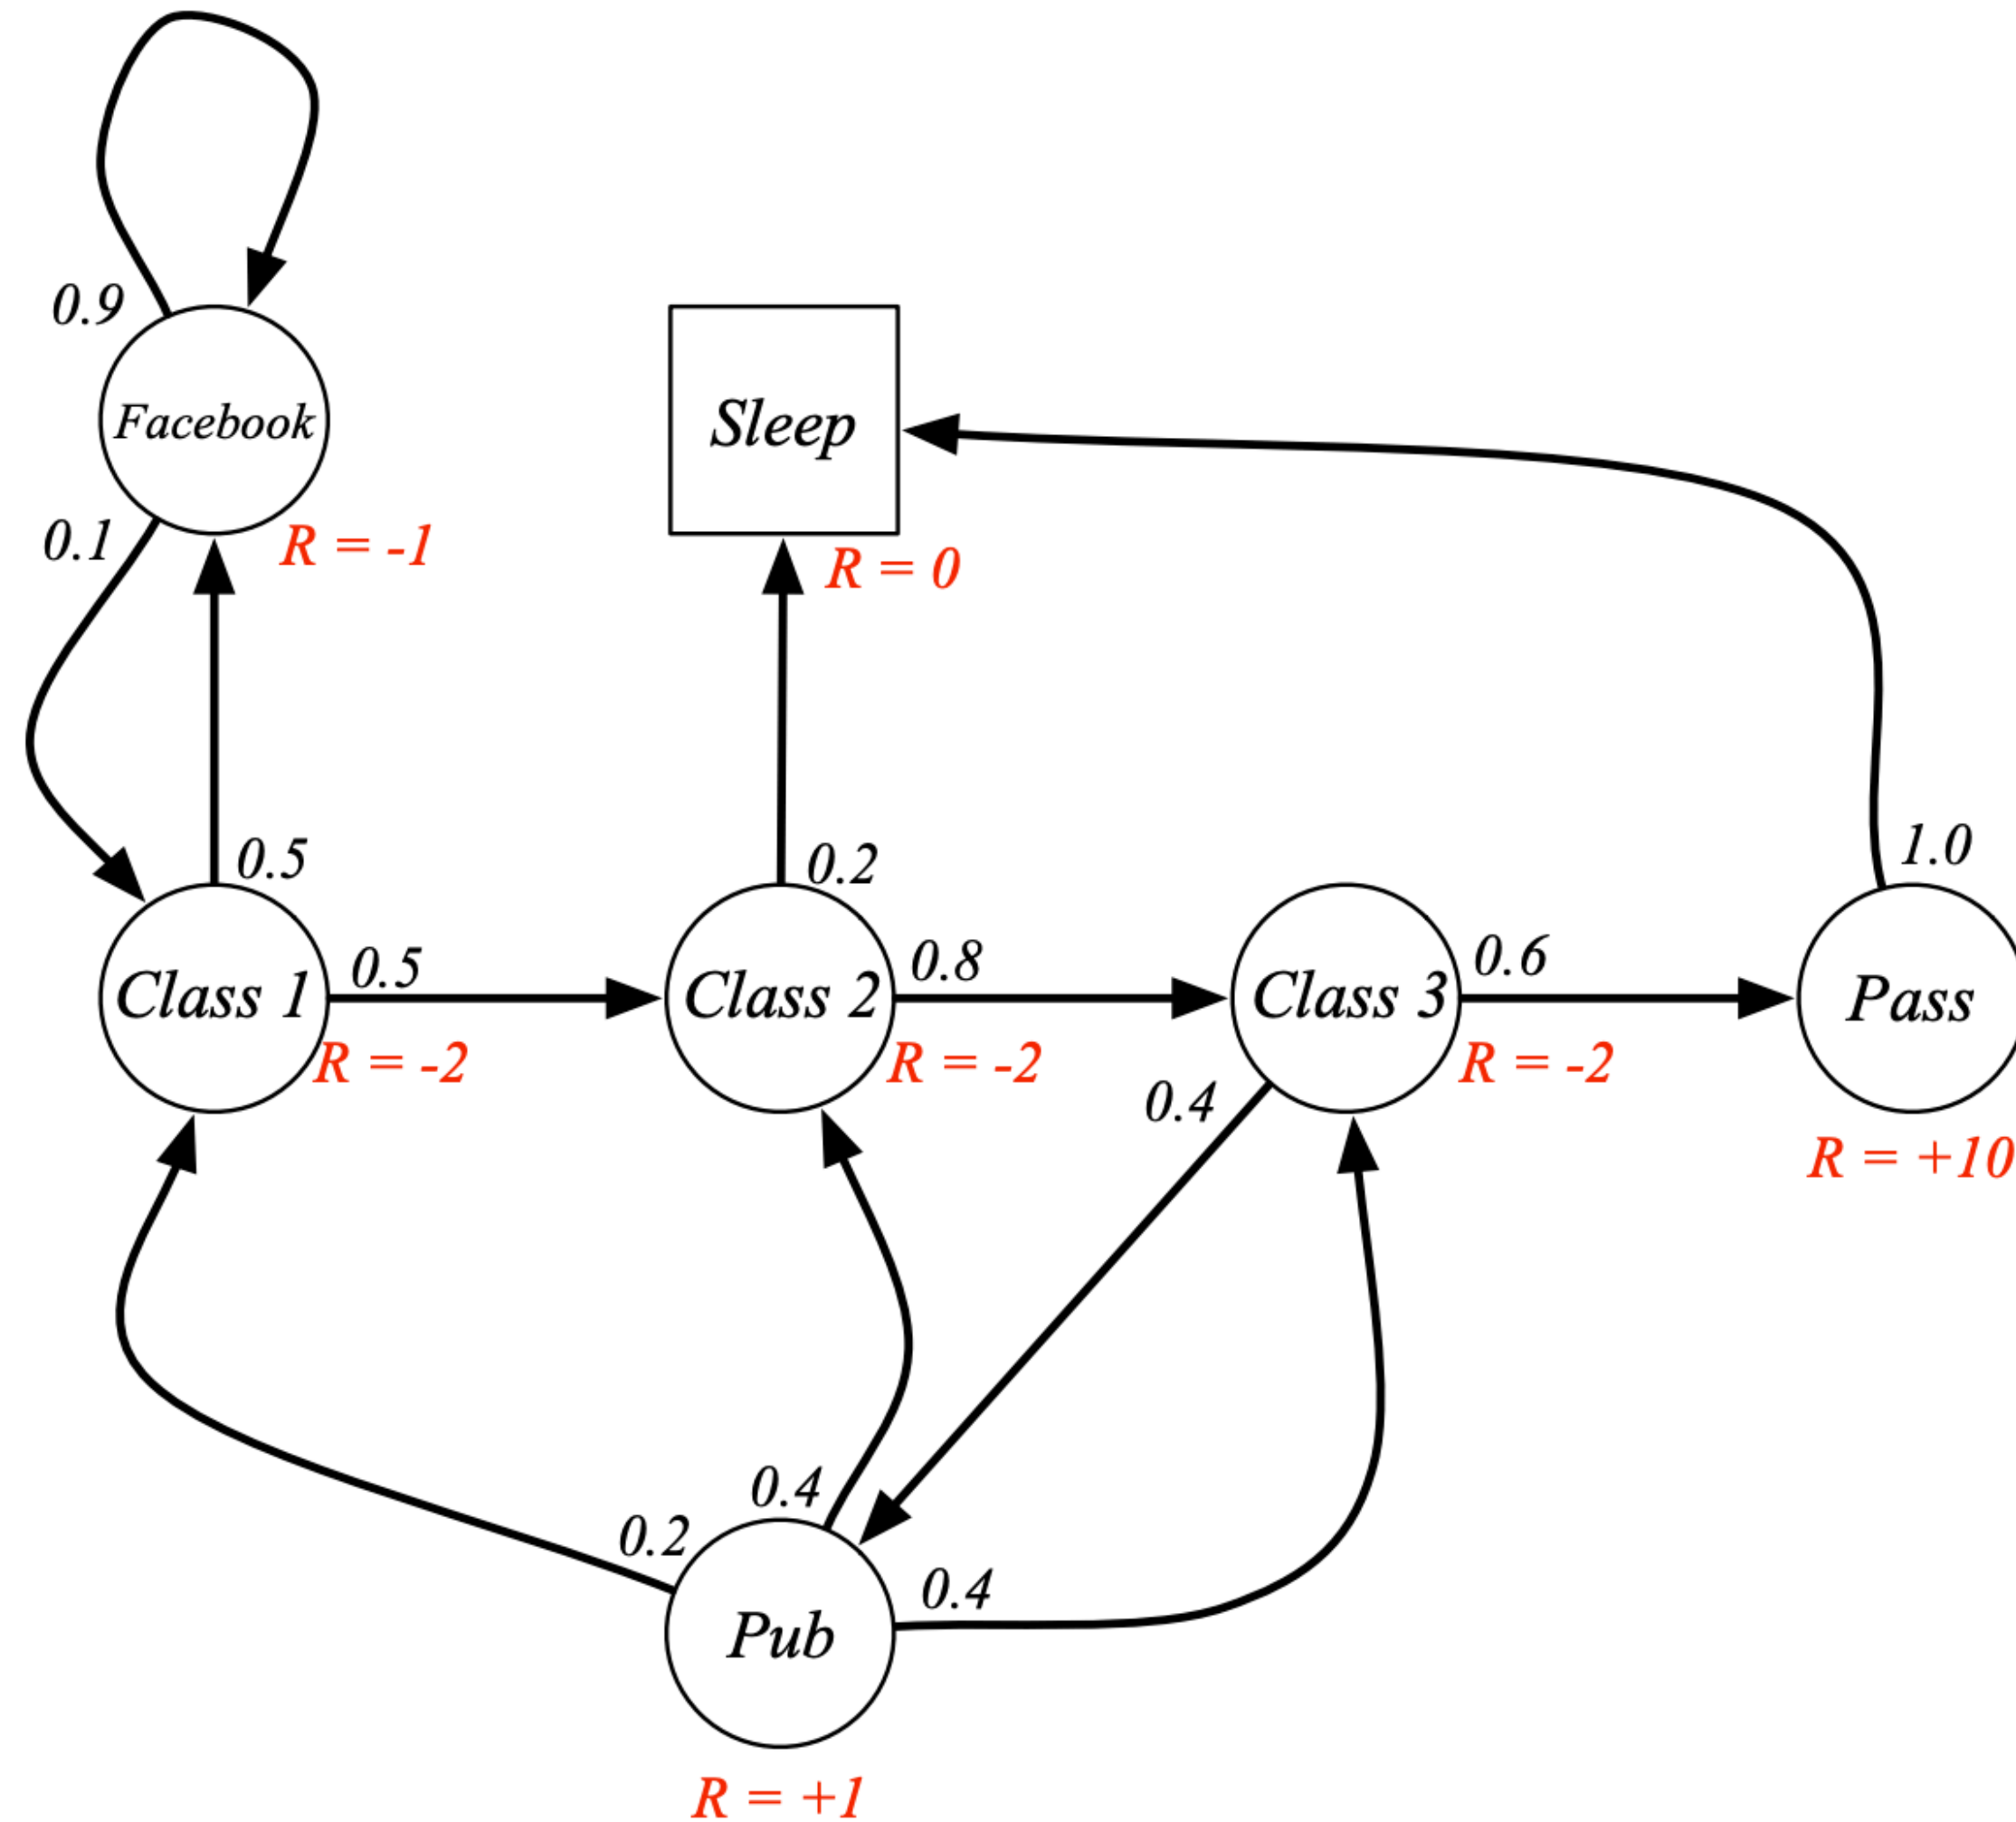 0.9
Facebook
0.1
R = -1
Sleep
R = 0
0.5
0.2
1.0
Class 1
0.5
R = -2
Class 2
0.8
R = -2
Class 3
0.6
R = -2
Pass
R = +10
0.4
0.4
0.2
0.4
Pub
R = +1